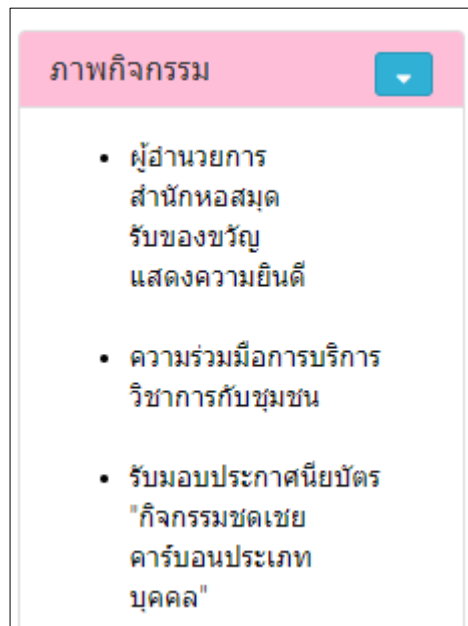 ภาพกิจกรรม
• ผู้อำนวยการ
สำนักหอสมุด
รับของขวัญ
แสดงความยินดี
• ความร่วมมือการบริการ
วิชาการกับชุมชน
• รับมอบประกาศนียบัตร
"กิจกรรมชดเชย
คาร์บอนประเภท
บุคคล"